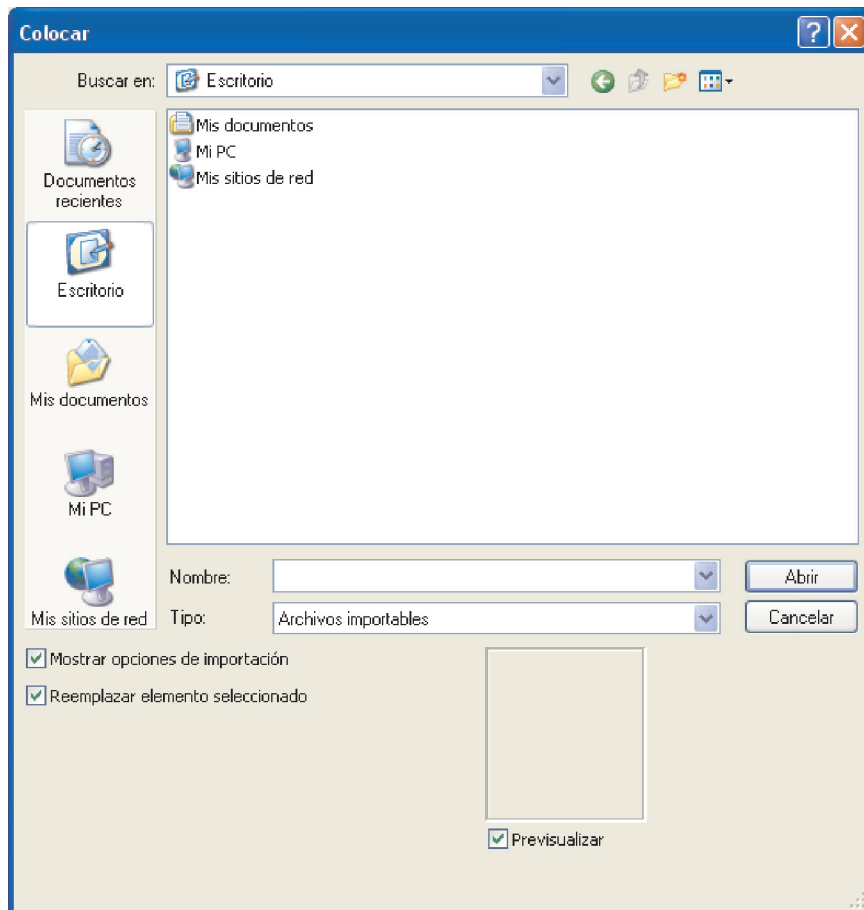 Colocar
Buscar en: Escritorio
Documentos
recientes
Escritorio
Mis documentos
Mi PC
Mis sitios de red
Mis documentos
Mi PC
Mis sitios de red
Nombre:
Abrir
Tipo: Archivos importables
Cancelar
Mostrar opciones de importación
Reemplazar elemento seleccionado
Previsualizar